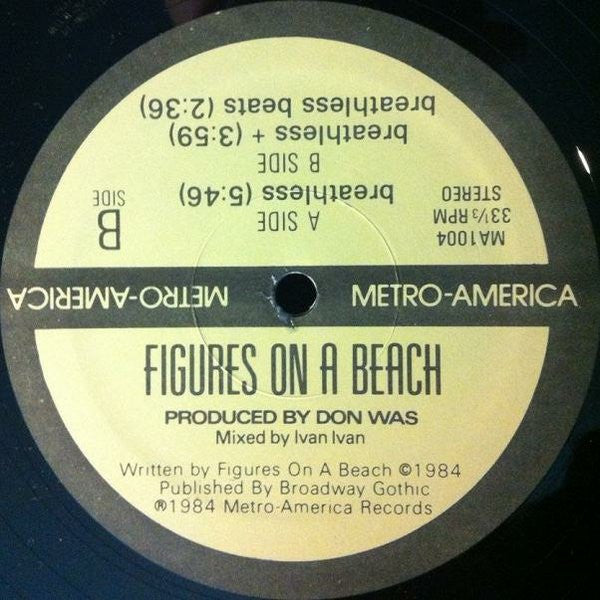 METRO-AMERICA
FIGURES ON A BEACH
PRODUCED BY DON WAS
Mixed by Ivan Ivan
Written by Figures On A Beach ©1984
Published By Broadway Gothic
®1984 Metro-America Records
METRO-AMERICA
MA1004
33⅓ RPM
STEREO
B
SIDE
A SIDE
breathless (5:46)
B SIDE
breathless + (3:59)
breathless beats (2:36)